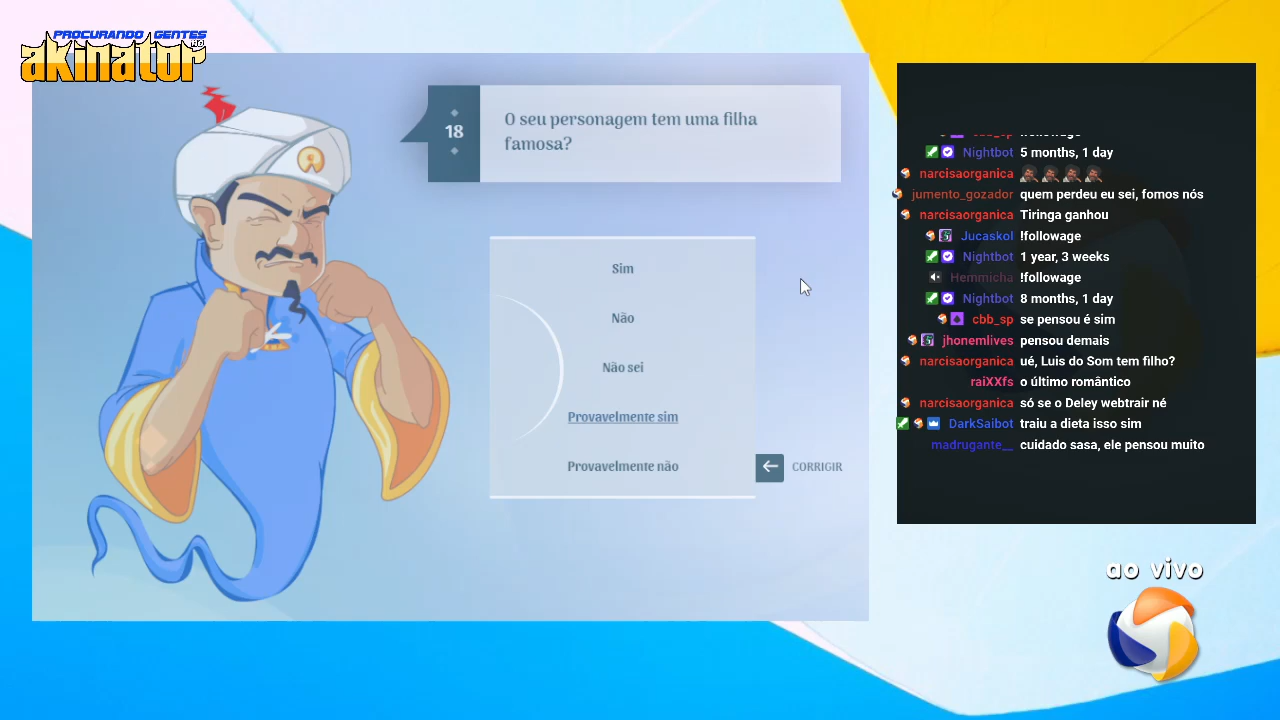 PROCURANDO GENTES
no
akinator
18
O seu personagem tem uma filha
famosa?
Sim
Não
Não sei
Provavelmente sim
Provavelmente não
CORRIGIR
cbb_sp !followage
Nightbot 5 months, 1 day
narcisaorganica
jumento_gozador quem perdeu eu sei, fomos nós
narcisaorganica Tiringa ganhou
Jucaskol !followage
Nightbot 1 year, 3 weeks
Hemmicha !followage
Nightbot 8 months, 1 day
cbb_sp se pensou é sim
jhonemlives pensou demais
narcisaorganica ué, Luis do Som tem filho?
raiXXfs o último romântico
narcisaorganica só se o Deley webtrair né
DarkSaibot traiu a dieta isso sim
madrugante__ cuidado sasa, ele pensou muito
ao vivo